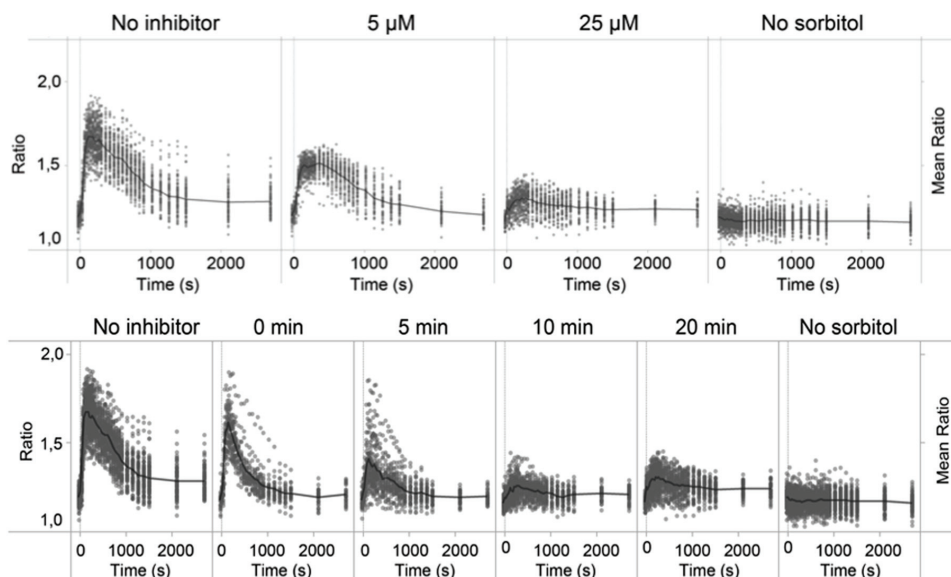 No inhibitor 5 µM 25 µM No sorbitol
2,0
1,5
1,0
Ratio
Mean Ratio
0 1000 2000 0 1000 2000 0 1000 2000 0 1000 2000
Time (s) Time (s) Time (s) Time (s)
No inhibitor 0 min 5 min 10 min 20 min No sorbitol
2,0
1,5
1,0
Ratio
Mean Ratio
0 1000 2000 0 1000 2000 0 1000 2000 0 1000 2000 0 1000 2000 0 1000 2000
Time (s) Time (s) Time (s) Time (s) Time (s) Time (s)